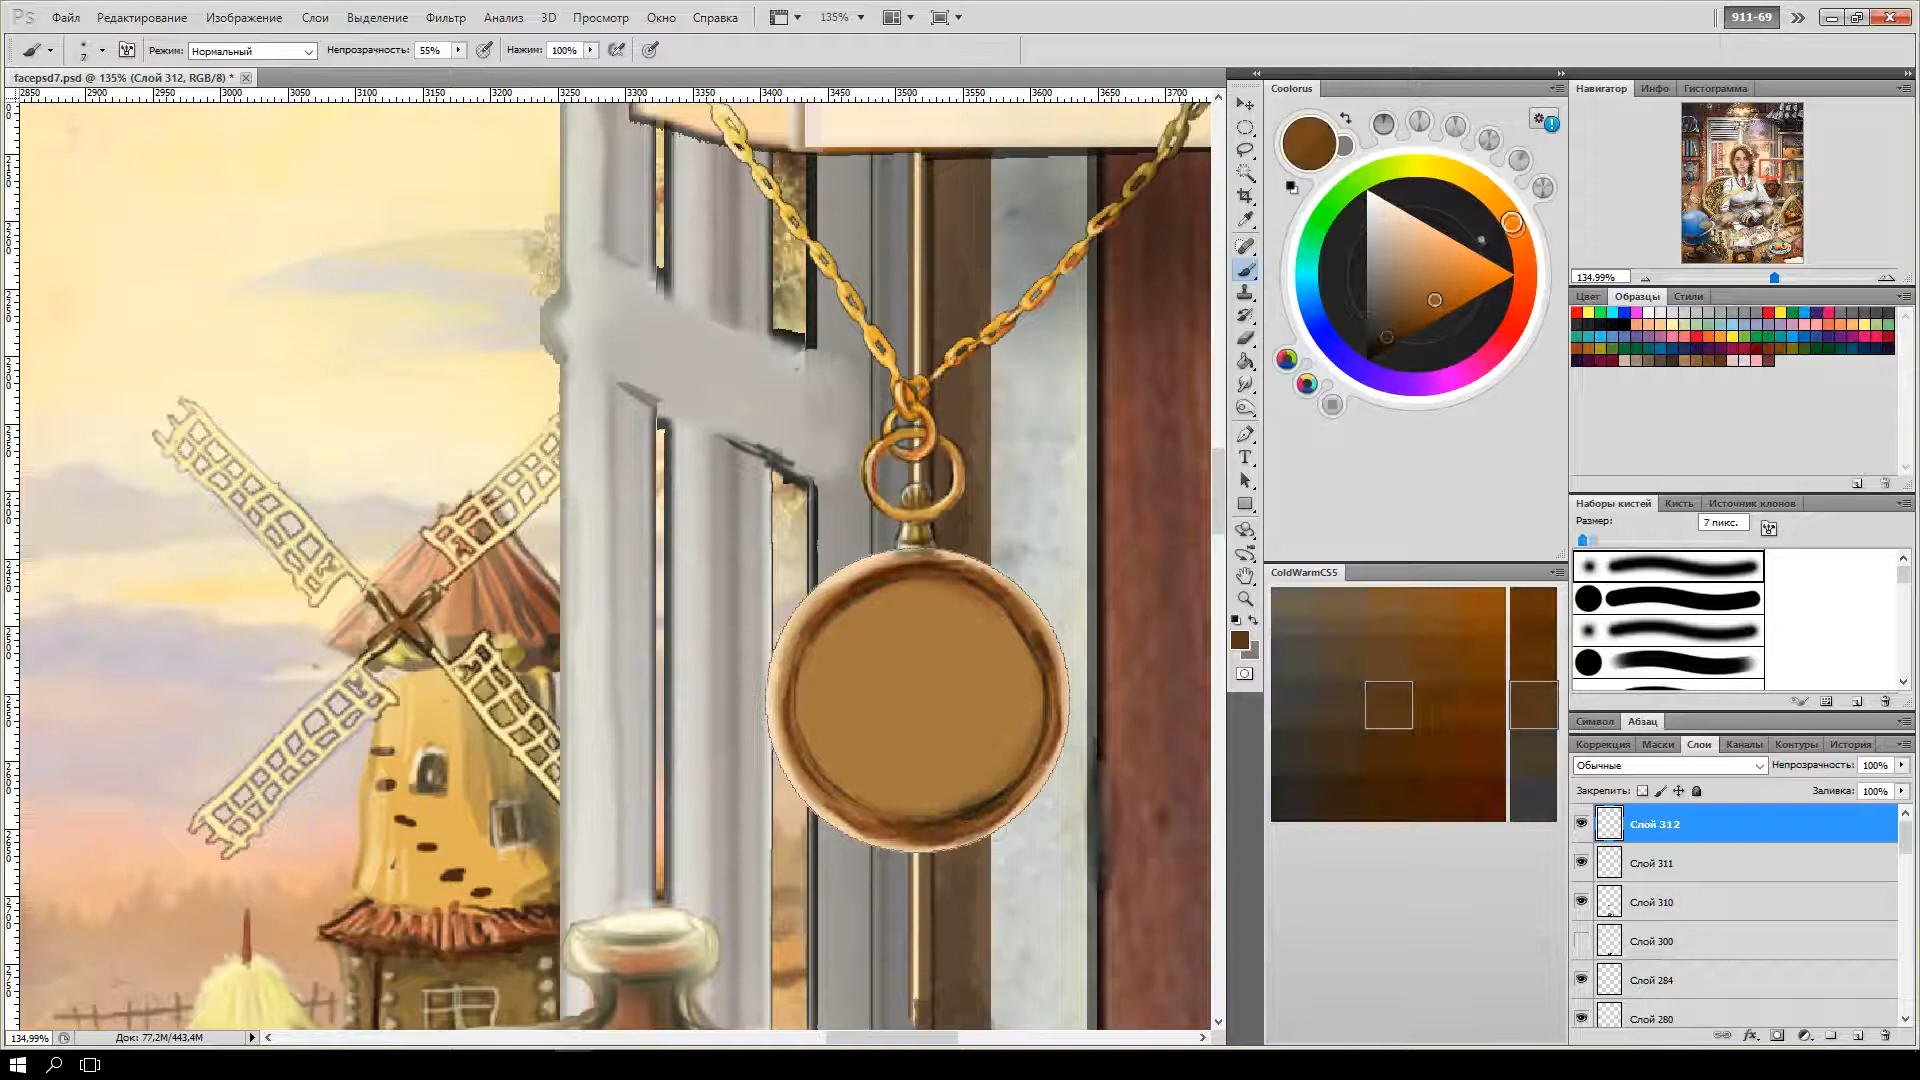 Ps Файл Редактирование Изображение Слои Выделение Фильтр Анализ 3D Просмотр Окно Справка 135% 911-69
7 Режим: Нормальный Непрозрачность: 55% Нажим: 100%
facepsd7.psd @ 135% (Слой 312, RGB/8) *
2850 2900 2950 3000 3050 3100 3150 3200 3250 3300 3350 3400 3450 3500 3550 3600 3650 3700
Coolorus
Навигатор Инфо Гистограмма
134.99%
Цвет Образцы Стили
Наборы кистей Кисть Источник клонов
Размер: 7 пикс.
ColdWarmCS5
Символ Абзац
Коррекция Маски Слои Каналы Контуры История
Обычные Непрозрачность: 100%
Закрепить: Заливка: 100%
Слой 312
Слой 311
Слой 310
Слой 300
Слой 284
Слой 280
134,99% Док: 77,2M/443,4M